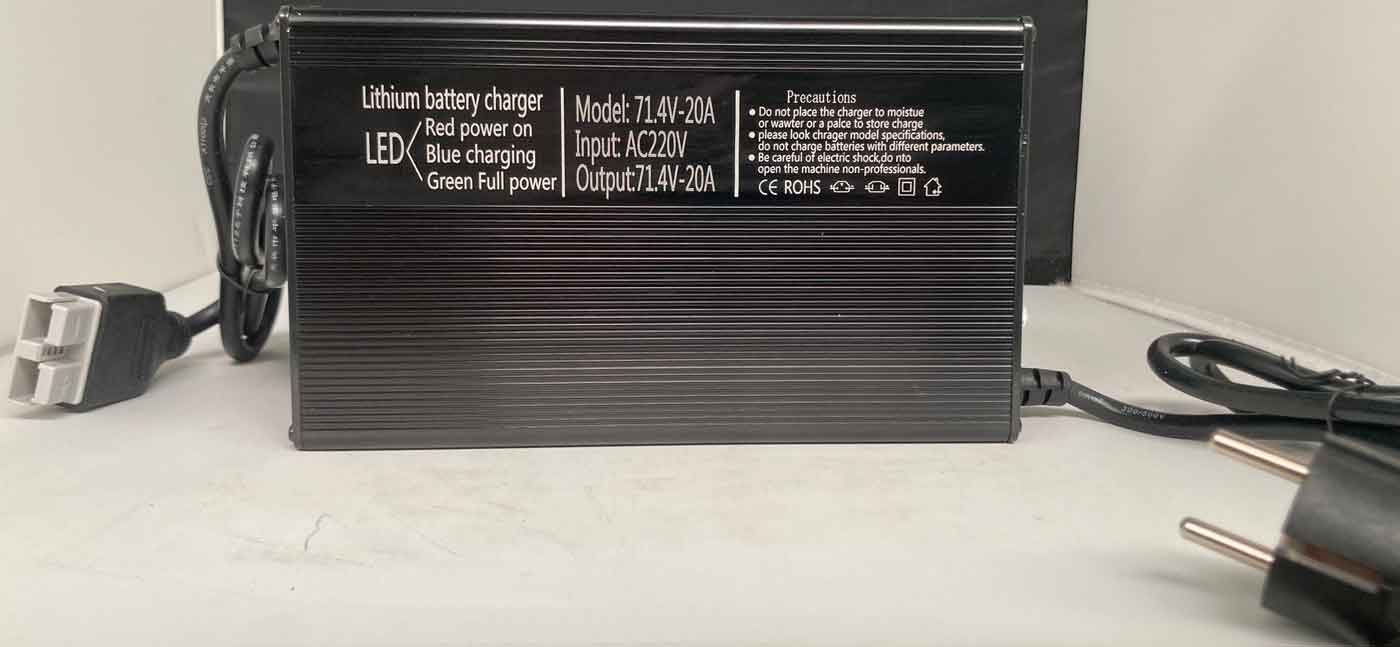 Lithium battery charger
LED
Red power on
Blue charging
Green Full power
Model: 71.4V-20A
Input: AC220V
Output:71.4V-20A
Precautions
● Do not place the charger to moistue
or wawter or a palce to store charge
● please look chrager model specifications,
do not charge batteries with different parameters.
● Be careful of electric shock,do nto
open the machine non-professionals.
CE ROHS
300/500V